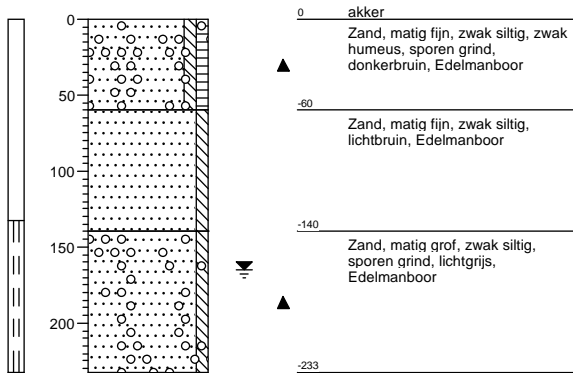 0
50
100
150
200
0 akker
Zand, matig fijn, zwak siltig, zwak
humeus, sporen grind,
donkerbruin, Edelmanboor
-60
Zand, matig fijn, zwak siltig,
lichtbruin, Edelmanboor
-140
Zand, matig grof, zwak siltig,
sporen grind, lichtgrijs,
Edelmanboor
-233